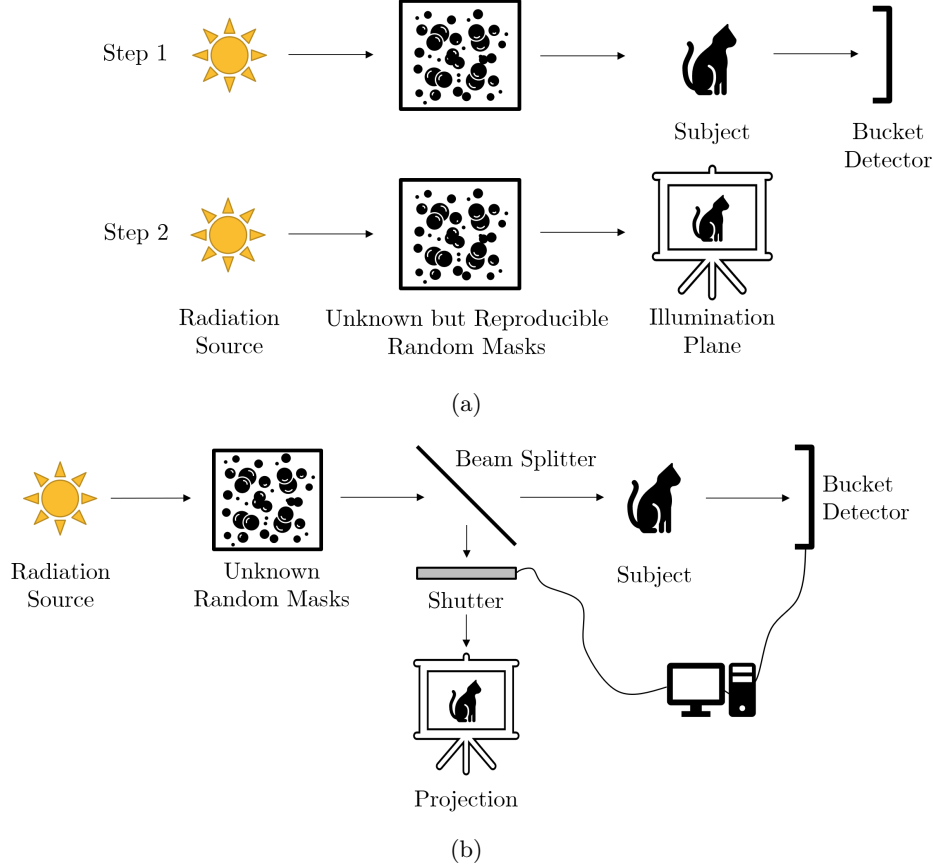 Step 1
Subject
Bucket
Detector
Step 2
Radiation
Source
Unknown but Reproducible
Random Masks
Illumination
Plane
(a)
Beam Splitter
Bucket
Detector
Radiation
Source
Unknown
Random Masks
Shutter
Subject
Projection
(b)